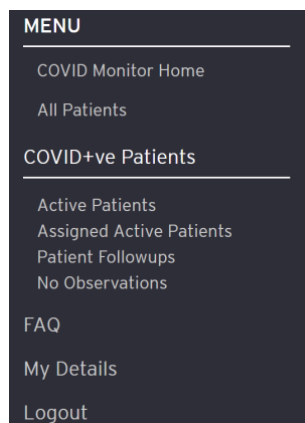 MENU
COVID Monitor Home
All Patients
COVID+ve Patients
Active Patients
Assigned Active Patients
Patient Followups
No Observations
FAQ
My Details
Logout